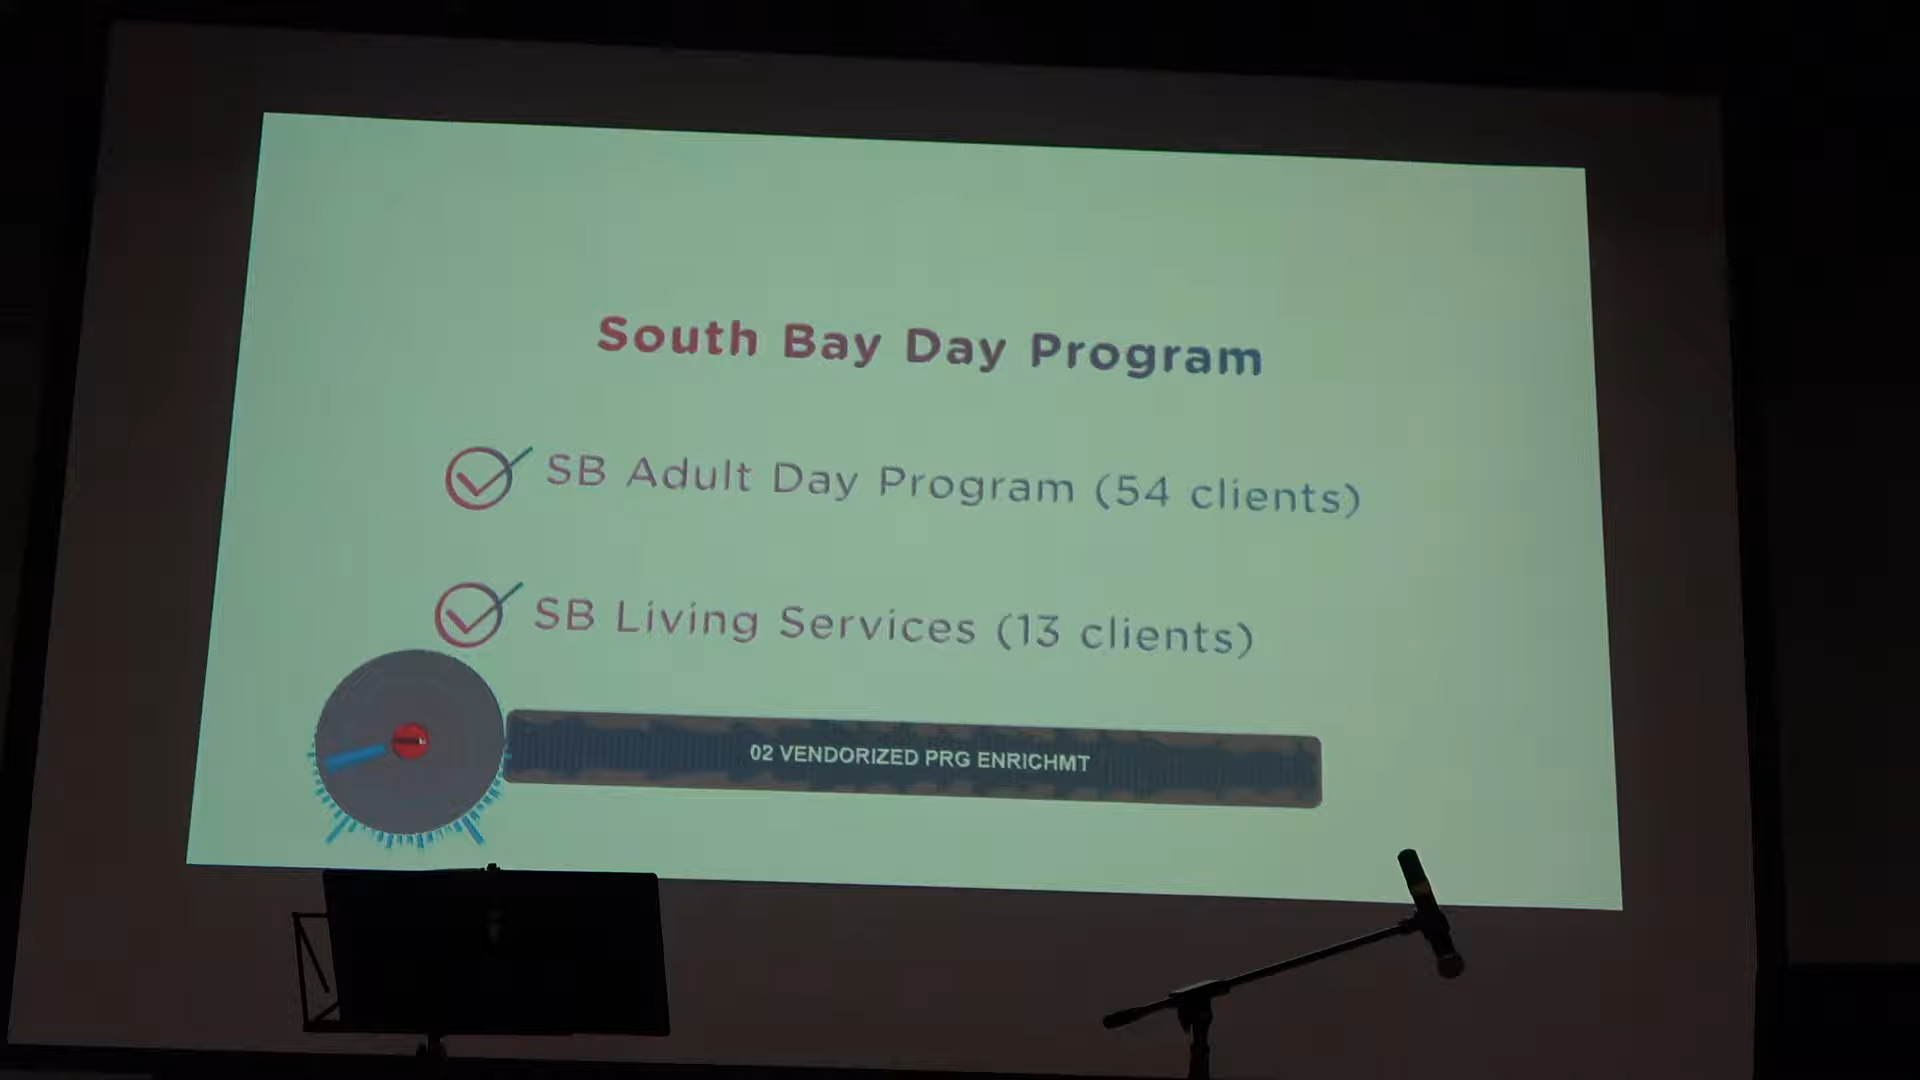 South Bay Day Program
SB Adult Day Program (54 clients)
SB Living Services (13 clients)
02 VENDORIZED PRG ENRICHMT